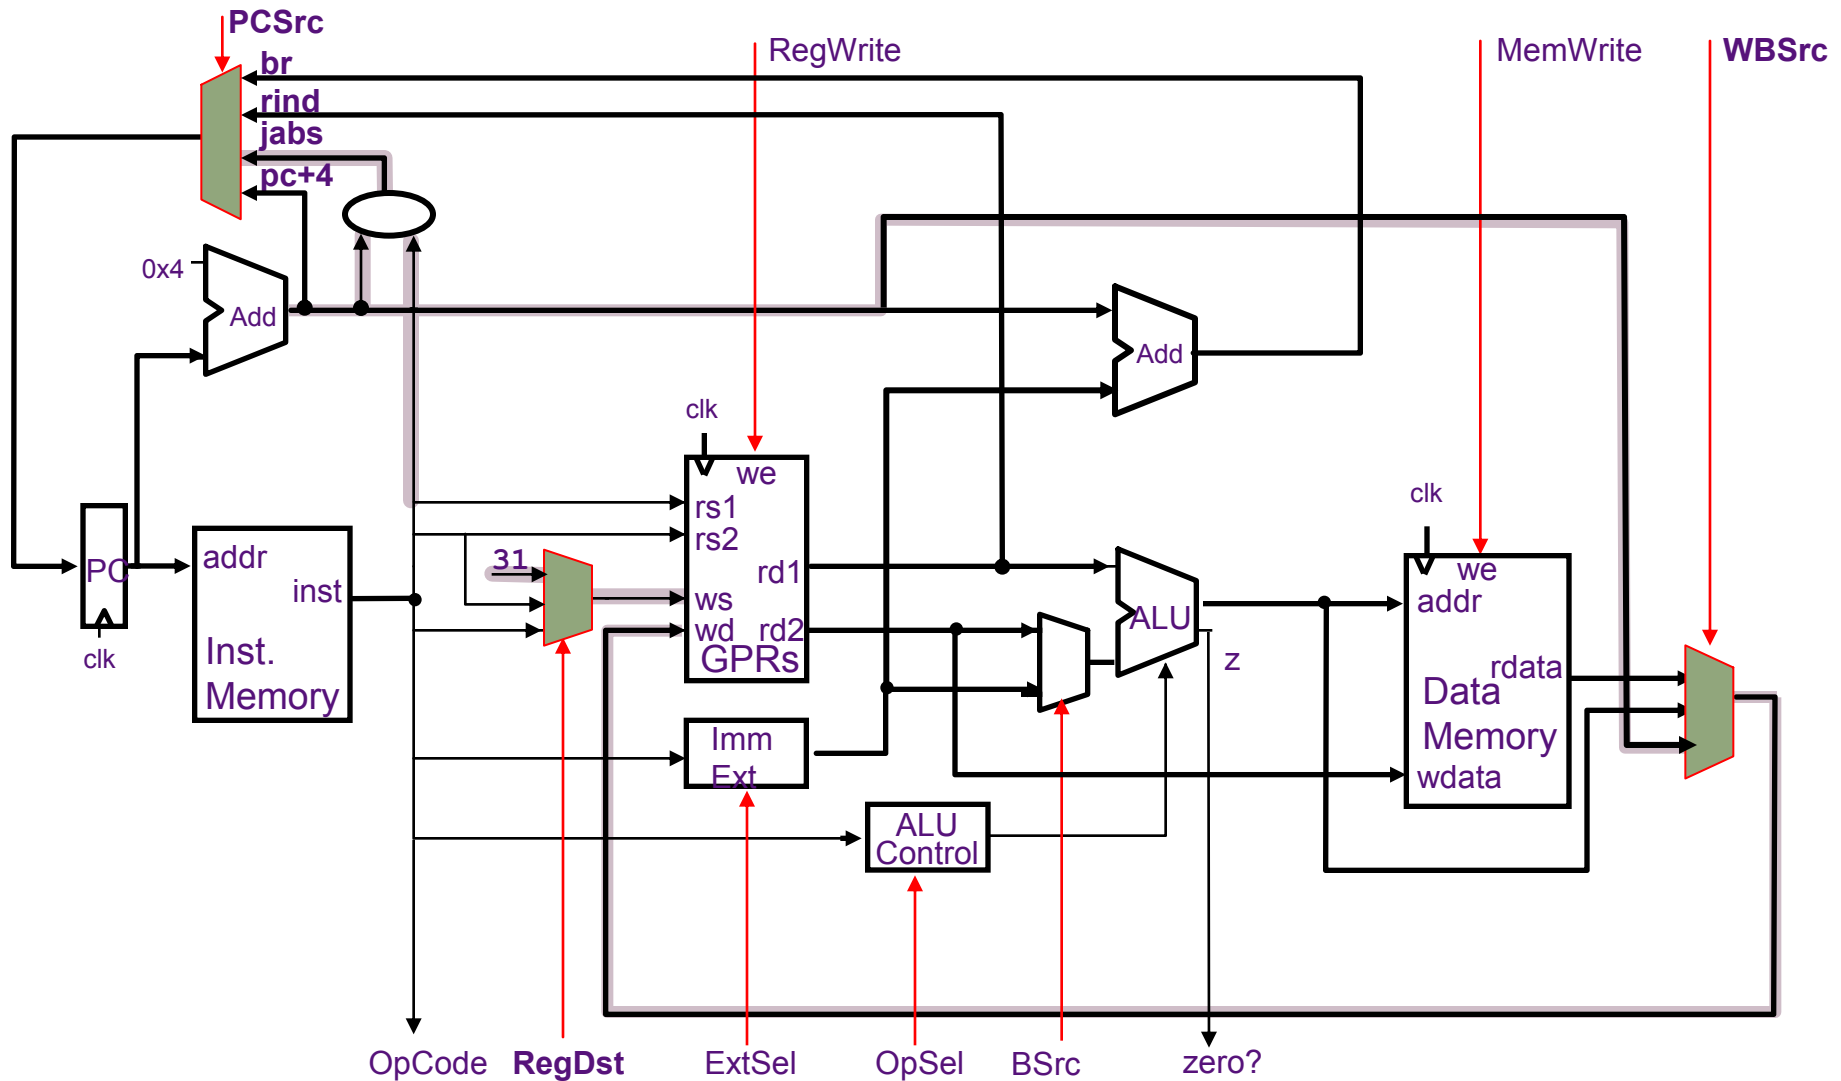 PCSrc
br
RegWrite
MemWrite
WBSrc
rind
jabs
pc+4
0x4
Add
Add
clk
we
rs1
rs2
31
rd1
ws
wd
rd2
GPRs
clk
we
addr
rdata
Data
Memory
wdata
PC
clk
addr
inst
Inst.
Memory
ALU
z
Imm
Ext
ALU
Control
OpCode
RegDst
ExtSel
OpSel
BSrc
zero?